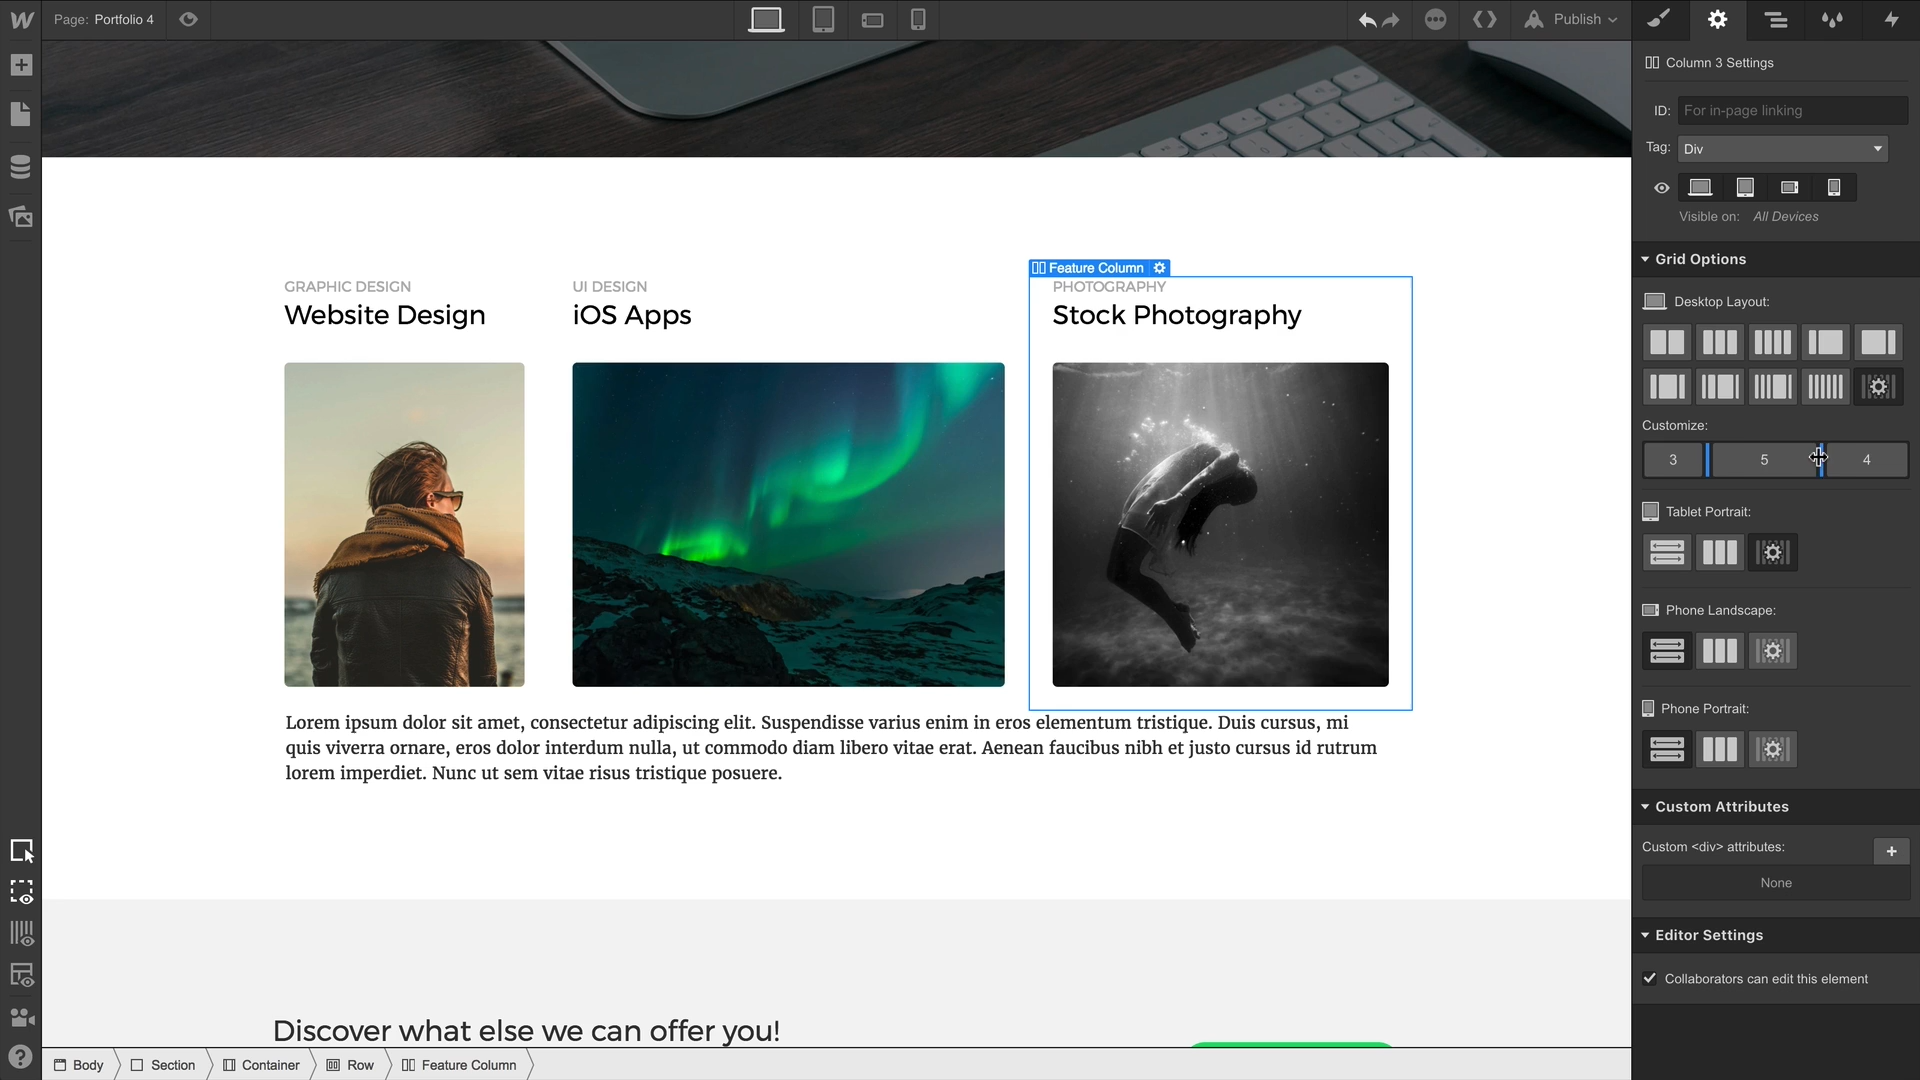 Page: Portfolio 4
Publish
Column 3 Settings
ID: For in-page linking
Tag: Div
Visible on: All Devices
Grid Options
Desktop Layout:
Customize:
3 5 4
Tablet Portrait:
Phone Landscape:
Phone Portrait:
Custom Attributes
Custom <div> attributes:
+
None
Editor Settings
Collaborators can edit this element
Feature Column
GRAPHIC DESIGN
Website Design
UI DESIGN
iOS Apps
PHOTOGRAPHY
Stock Photography
Lorem ipsum dolor sit amet, consectetur adipiscing elit. Suspendisse varius enim in eros elementum tristique. Duis cursus, mi
quis viverra ornare, eros dolor interdum nulla, ut commodo diam libero vitae erat. Aenean faucibus nibh et justo cursus id rutrum
lorem imperdiet. Nunc ut sem vitae risus tristique posuere.
Discover what else we can offer you!
Body Section Container Row Feature Column